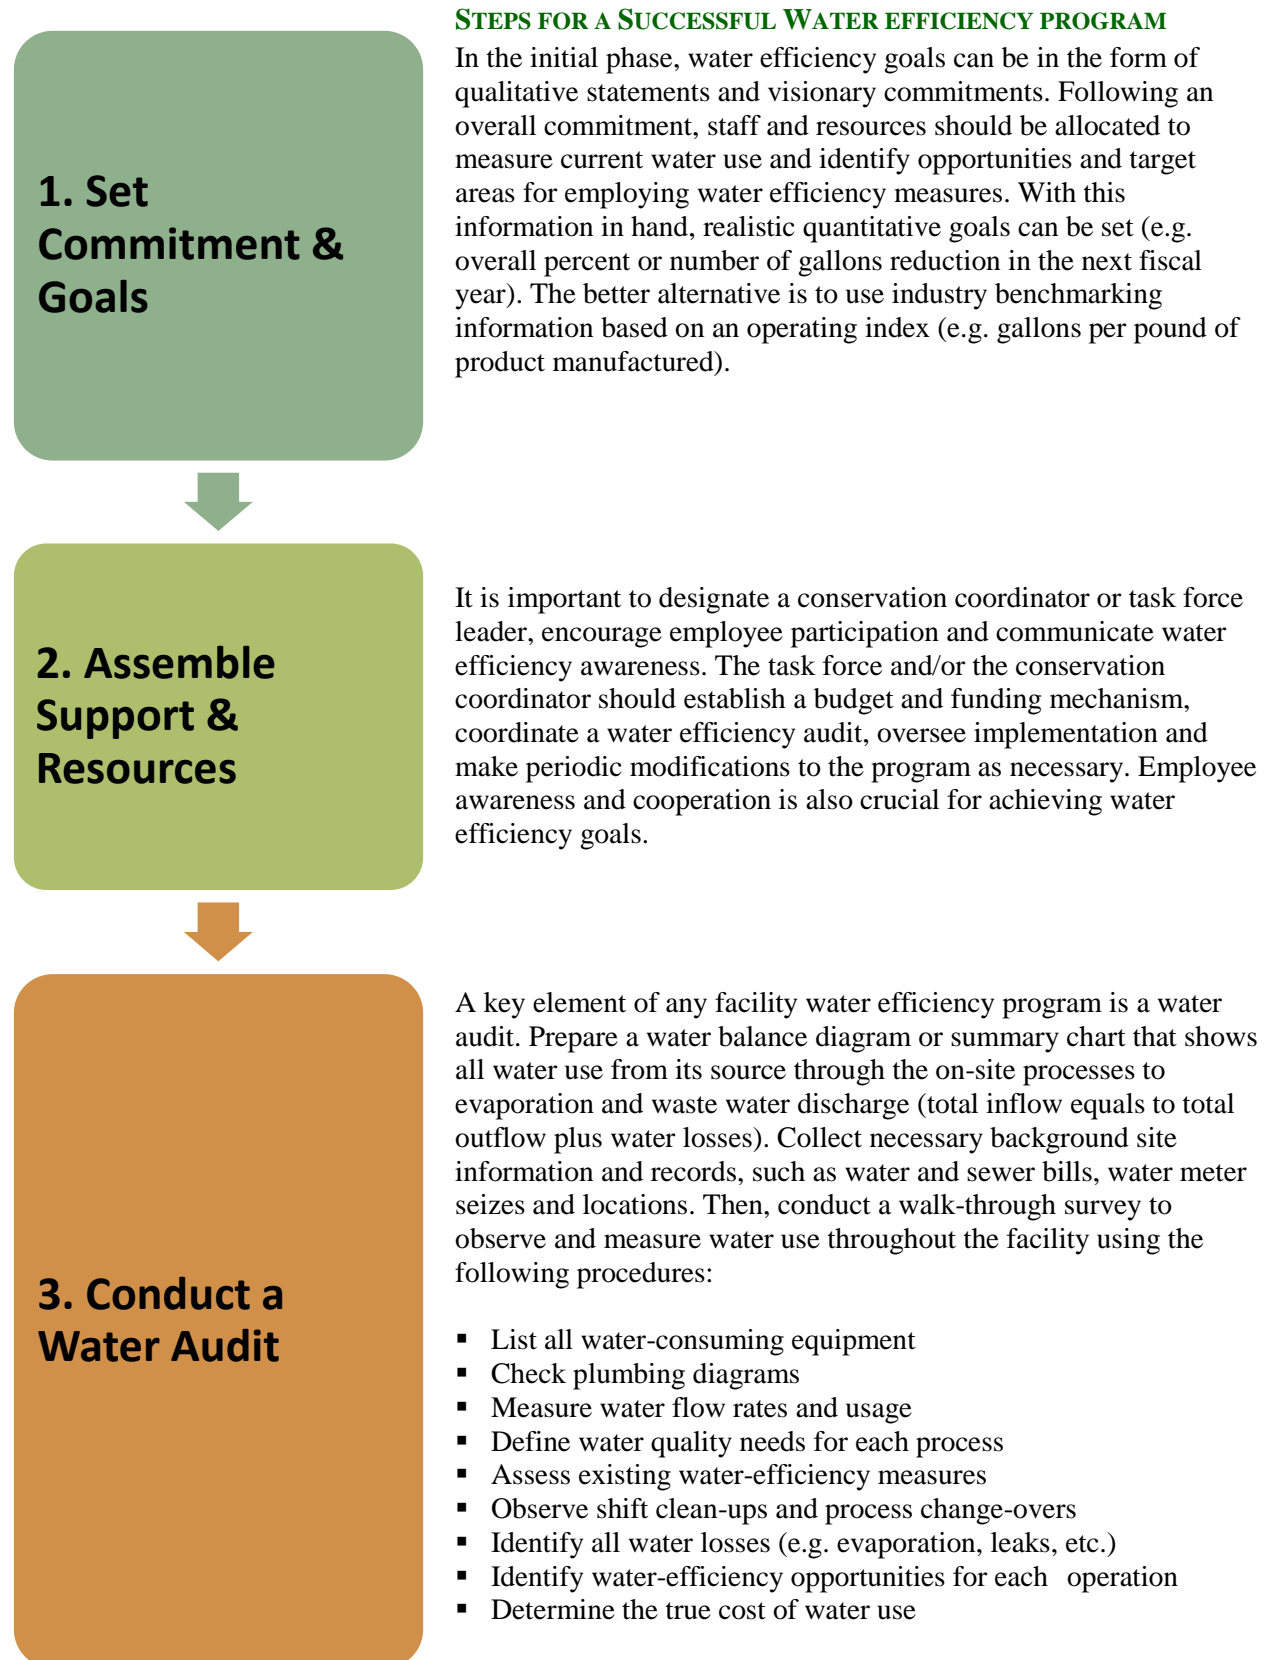 STEPS FOR A SUCCESSFUL WATER EFFICIENCY PROGRAM
1. Set
Commitment &
Goals
In the initial phase, water efficiency goals can be in the form of
qualitative statements and visionary commitments. Following an
overall commitment, staff and resources should be allocated to
measure current water use and identify opportunities and target
areas for employing water efficiency measures. With this
information in hand, realistic quantitative goals can be set (e.g.
overall percent or number of gallons reduction in the next fiscal
year). The better alternative is to use industry benchmarking
information based on an operating index (e.g. gallons per pound of
product manufactured).
2. Assemble
Support &
Resources
It is important to designate a conservation coordinator or task force
leader, encourage employee participation and communicate water
efficiency awareness. The task force and/or the conservation
coordinator should establish a budget and funding mechanism,
coordinate a water efficiency audit, oversee implementation and
make periodic modifications to the program as necessary. Employee
awareness and cooperation is also crucial for achieving water
efficiency goals.
3. Conduct a
Water Audit
A key element of any facility water efficiency program is a water
audit. Prepare a water balance diagram or summary chart that shows
all water use from its source through the on-site processes to
evaporation and waste water discharge (total inflow equals to total
outflow plus water losses). Collect necessary background site
information and records, such as water and sewer bills, water meter
seizes and locations. Then, conduct a walk-through survey to
observe and measure water use throughout the facility using the
following procedures:
▪ List all water-consuming equipment
▪ Check plumbing diagrams
▪ Measure water flow rates and usage
▪ Define water quality needs for each process
▪ Assess existing water-efficiency measures
▪ Observe shift clean-ups and process change-overs
▪ Identify all water losses (e.g. evaporation, leaks, etc.)
▪ Identify water-efficiency opportunities for each operation
▪ Determine the true cost of water use